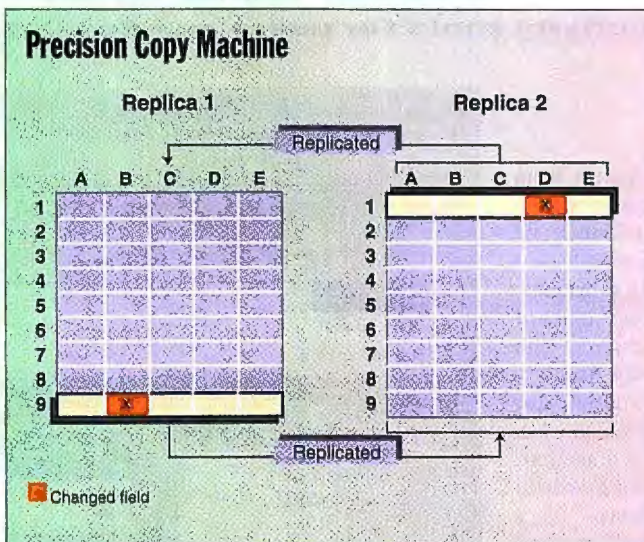 Precision Copy Machine
Replica 1
Replica 2
Replicated
A B C D E
A B C D E
1
2
3
4
5
6
7
8
9
1
2
3
4
5
6
7
8
9
X
X
Replicated
Changed field